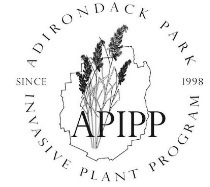 ADIRONDACK PARK
SINCE 1998
APIPP
INVASIVE PLANT PROGRAM